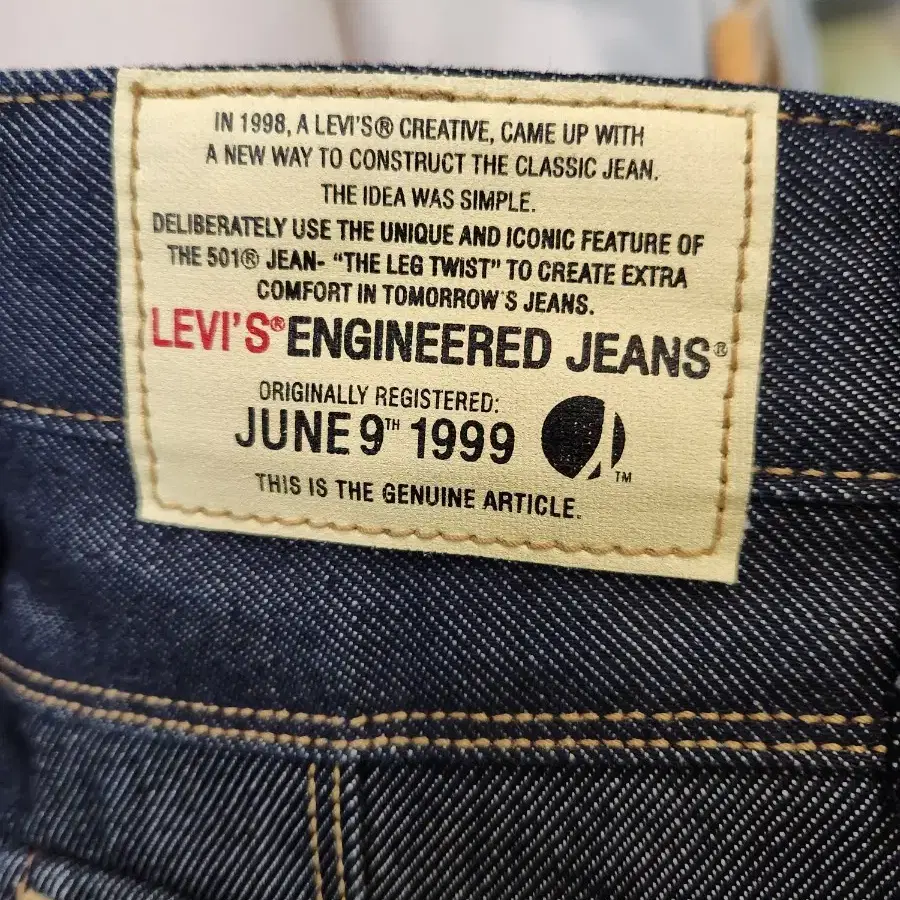 IN 1998, A LEVI'S® CREATIVE, CAME UP WITH
A NEW WAY TO CONSTRUCT THE CLASSIC JEAN.
THE IDEA WAS SIMPLE.
DELIBERATELY USE THE UNIQUE AND ICONIC FEATURE OF
THE 501® JEAN- "THE LEG TWIST" TO CREATE EXTRA
COMFORT IN TOMORROW'S JEANS.
LEVI'S® ENGINEERED JEANS®
ORIGINALLY REGISTERED:
JUNE 9TH 1999
TM
THIS IS THE GENUINE ARTICLE.